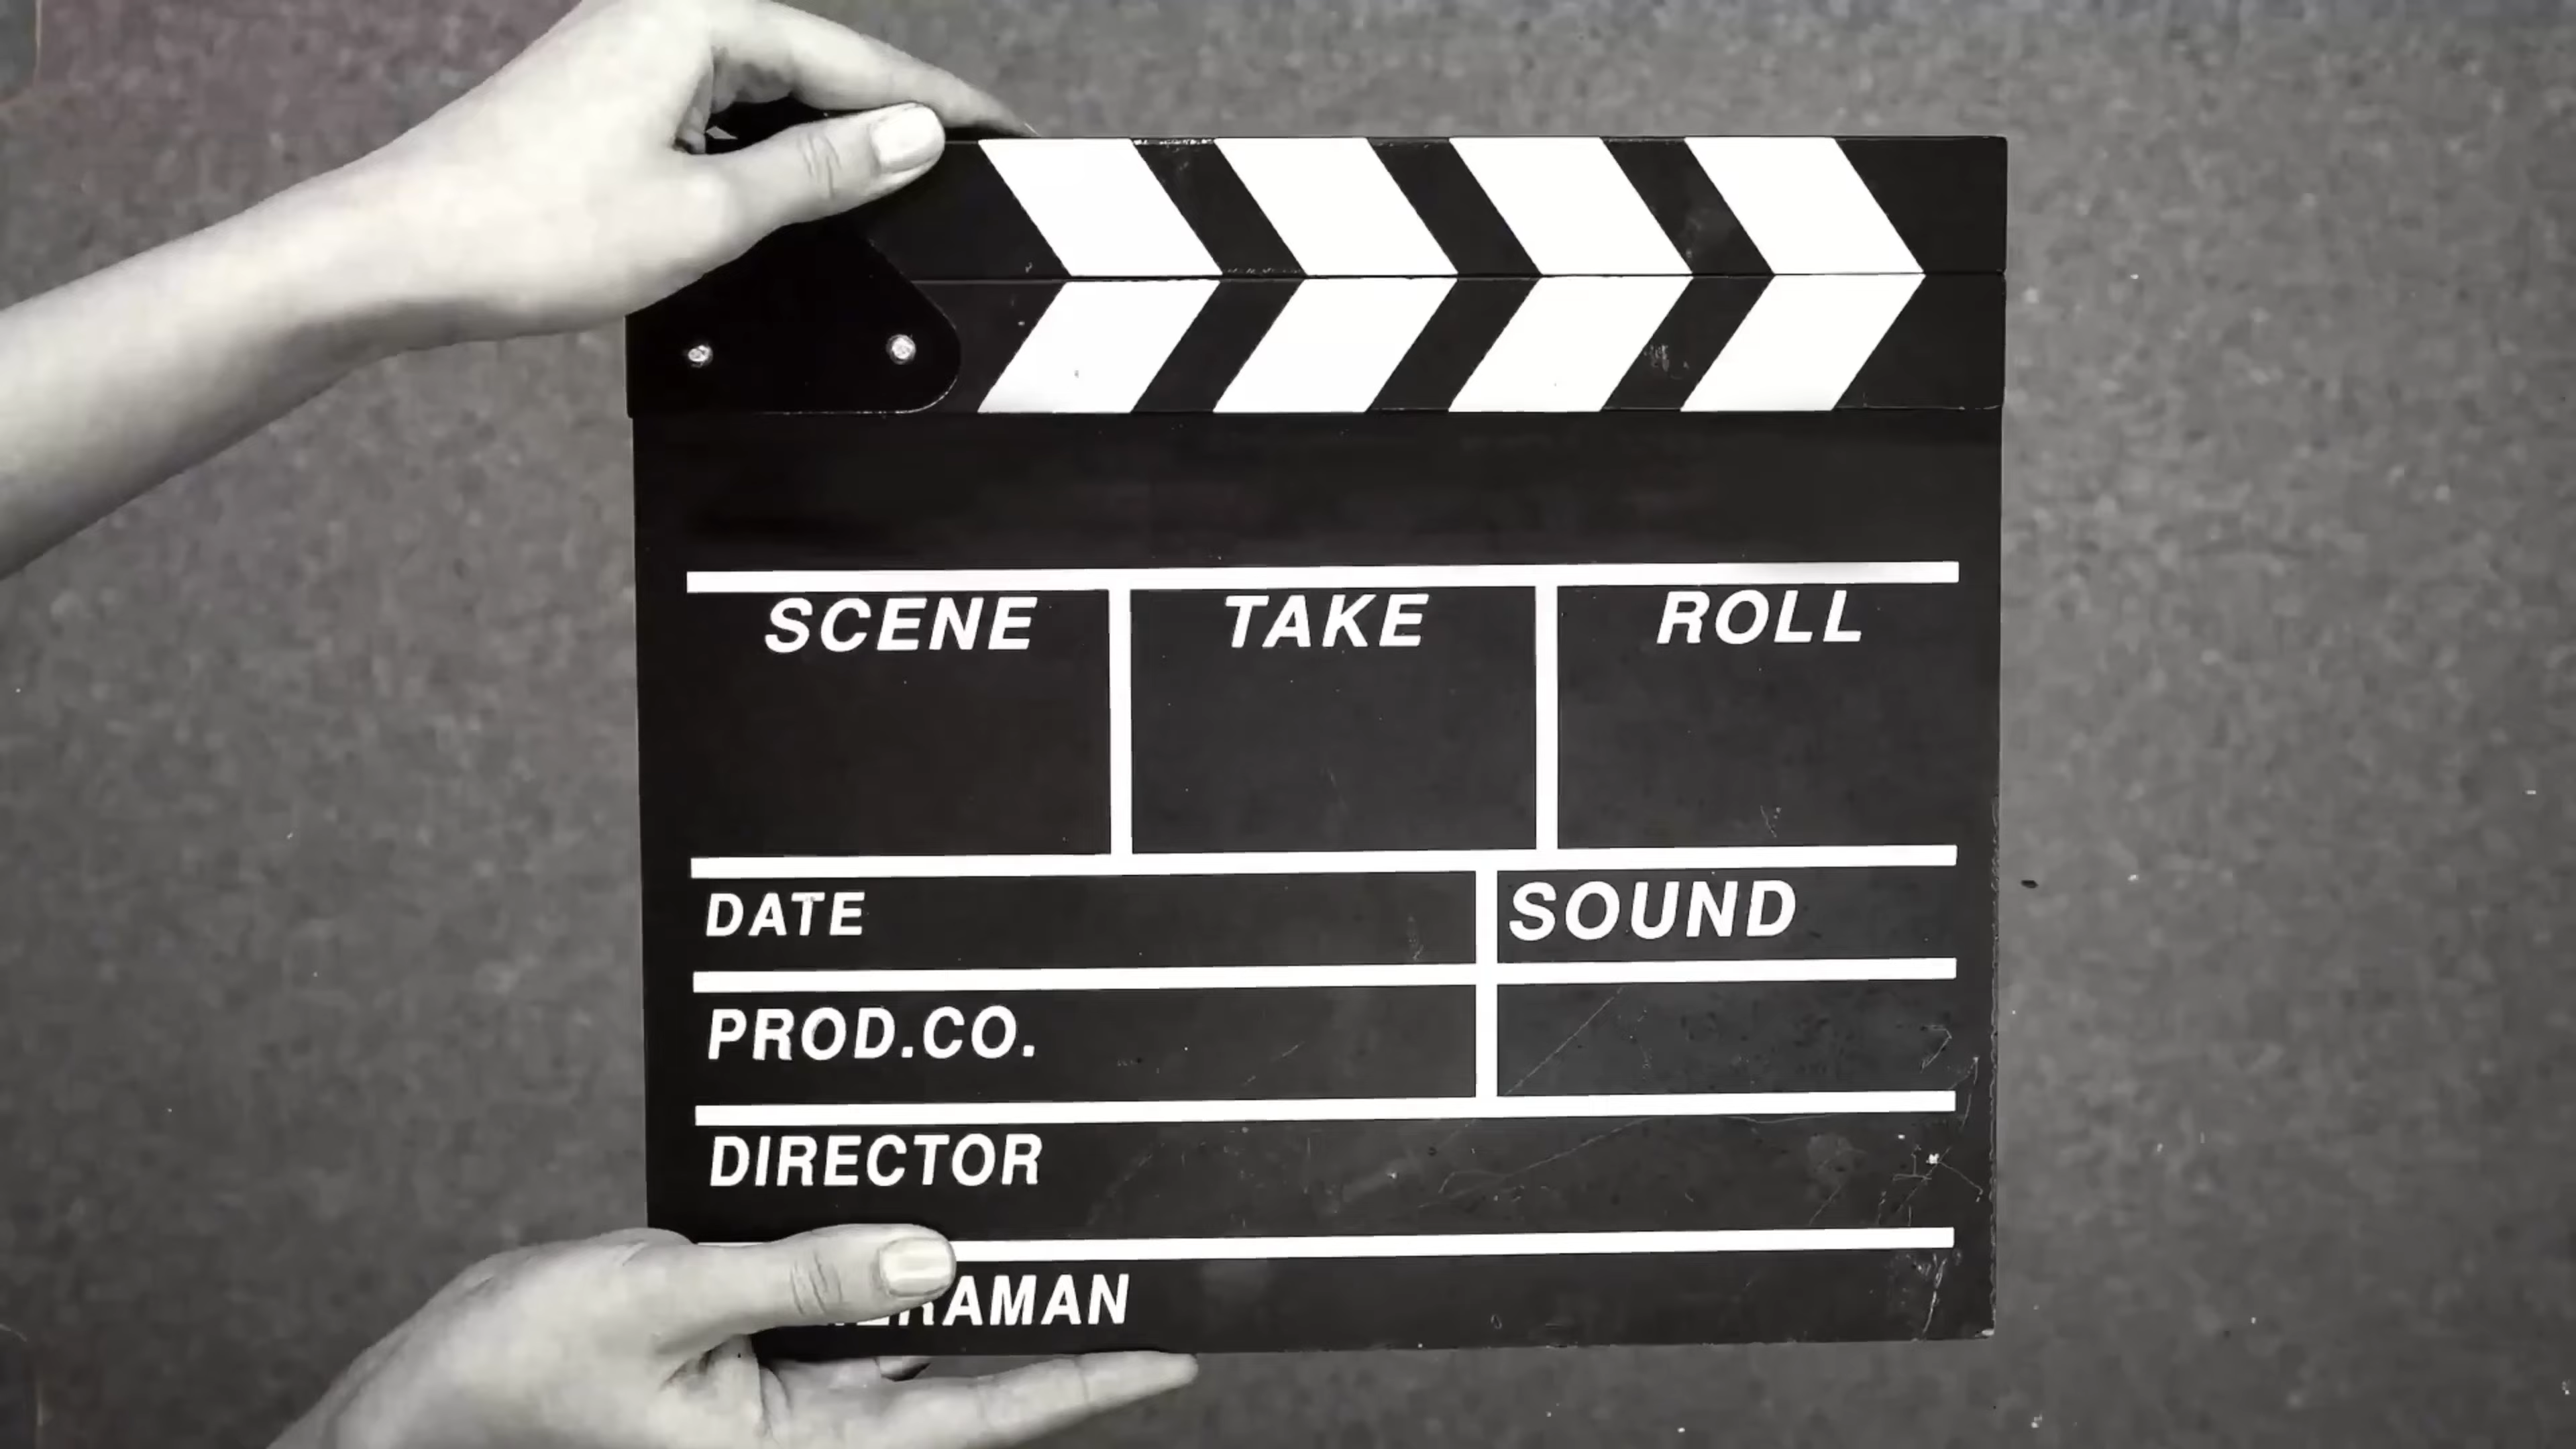 SCENE TAKE ROLL
DATE SOUND
PROD.CO.
DIRECTOR